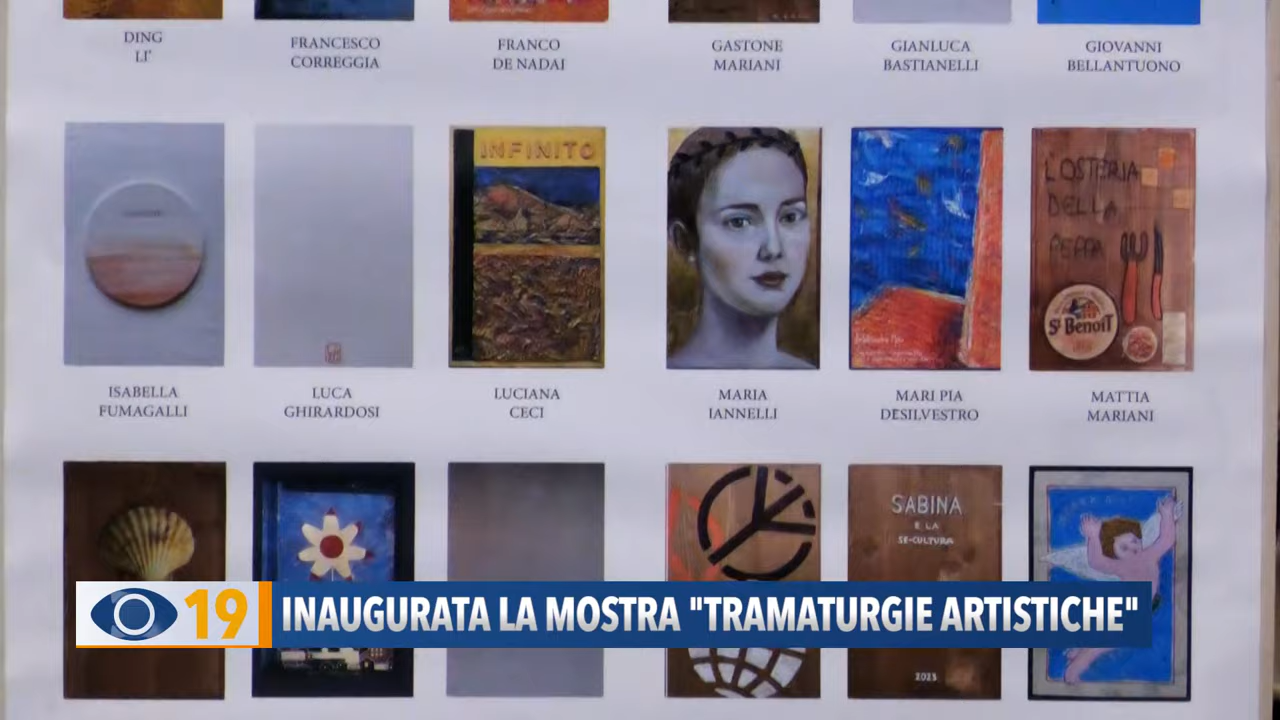 DING
LI'
FRANCESCO
CORREGGIA
FRANCO
DE NADAI
GASTONE
MARIANI
GIANLUCA
BASTIANELLI
GIOVANNI
BELLANTUONO
INFINITO
L'OSTERIA
DELLA
PEPPA
St BENOIT
ISABELLA
FUMAGALLI
LUCA
GHIRARDOSI
LUCIANA
CECI
MARIA
IANNELLI
MARI PIA
DESILVESTRO
MATTIA
MARIANI
SABINA
E LA
SE-CULTURA
2023
19 INAUGURATA LA MOSTRA "TRAMATURGIE ARTISTICHE"